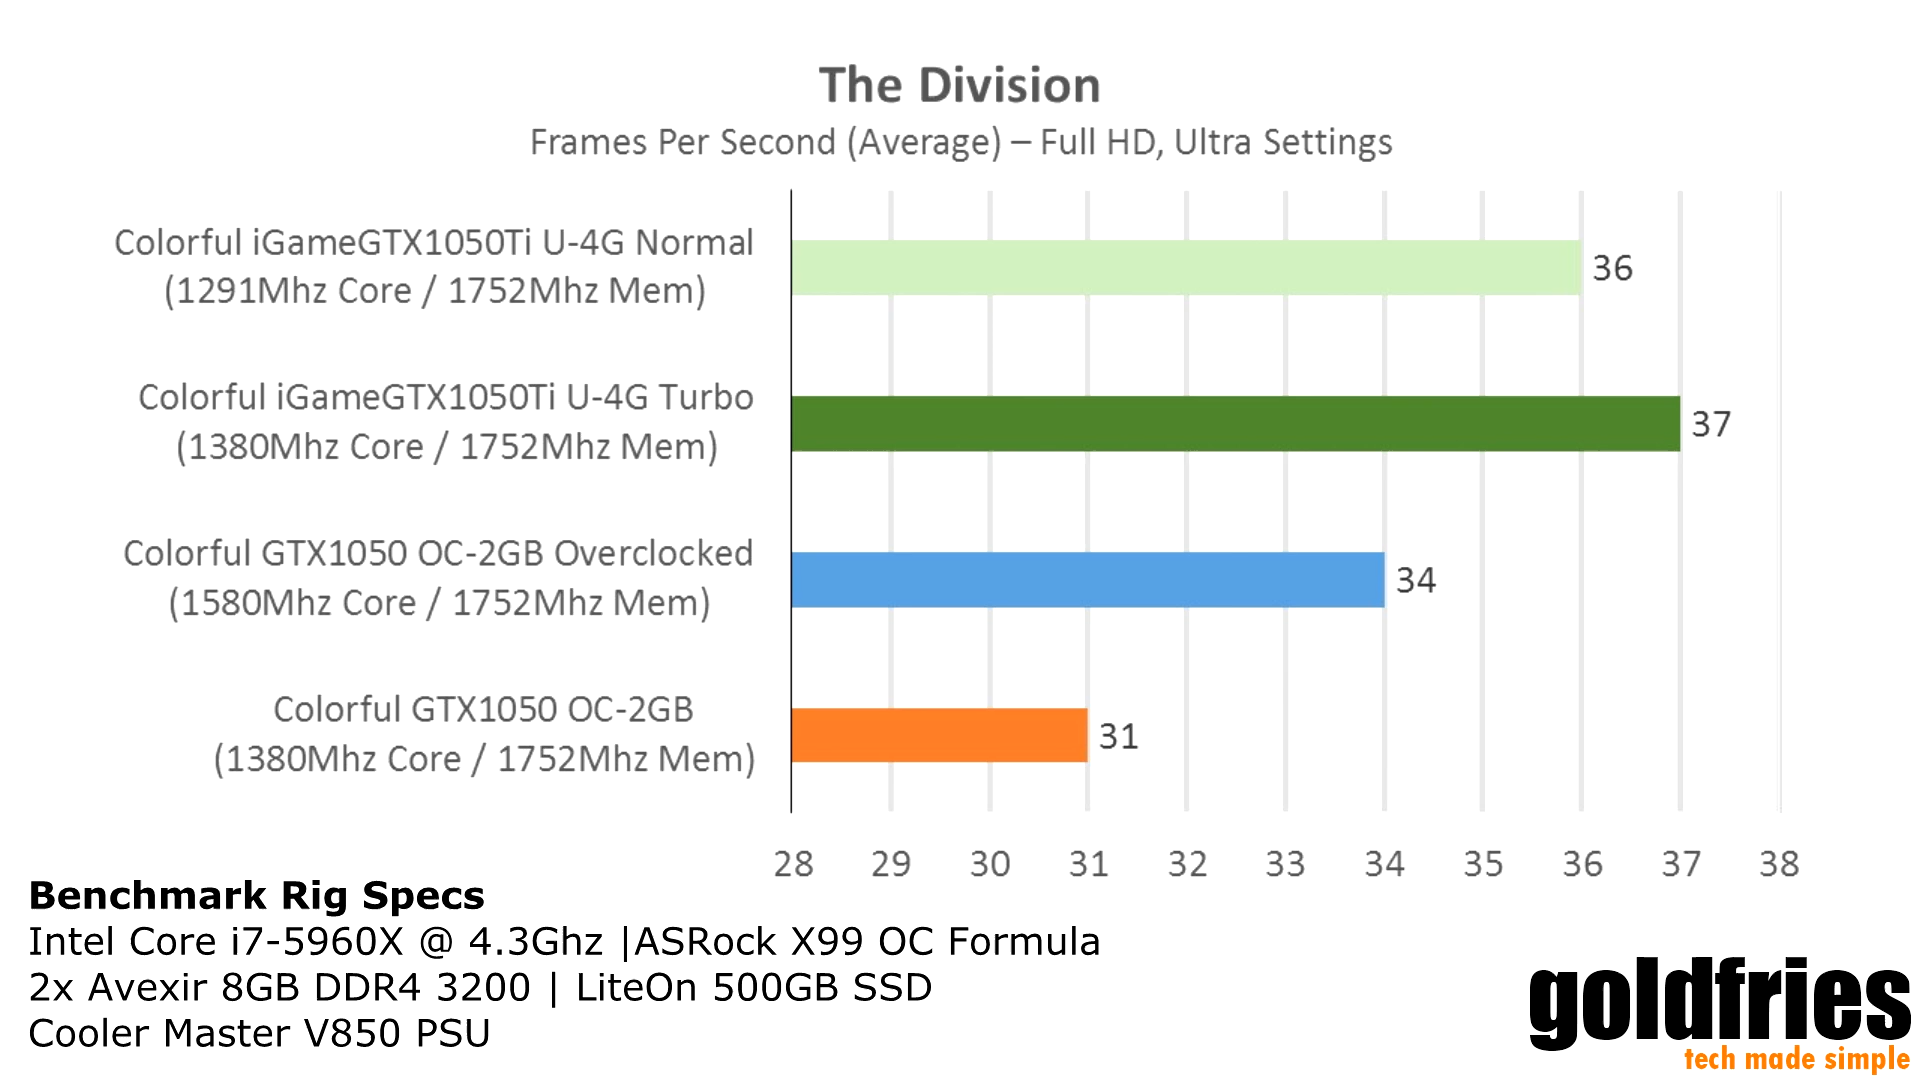 The Division
Frames Per Second (Average) – Full HD, Ultra Settings
Colorful iGameGTX1050Ti U-4G Normal
(1291Mhz Core / 1752Mhz Mem)
36
Colorful iGameGTX1050Ti U-4G Turbo
(1380Mhz Core / 1752Mhz Mem)
37
Colorful GTX1050 OC-2GB Overclocked
(1580Mhz Core / 1752Mhz Mem)
34
Colorful GTX1050 OC-2GB
(1380Mhz Core / 1752Mhz Mem)
31
28 29 30 31 32 33 34 35 36 37 38
Benchmark Rig Specs
Intel Core i7-5960X @ 4.3Ghz |ASRock X99 OC Formula
2x Avexir 8GB DDR4 3200 | LiteOn 500GB SSD
Cooler Master V850 PSU
goldfries
tech made simple